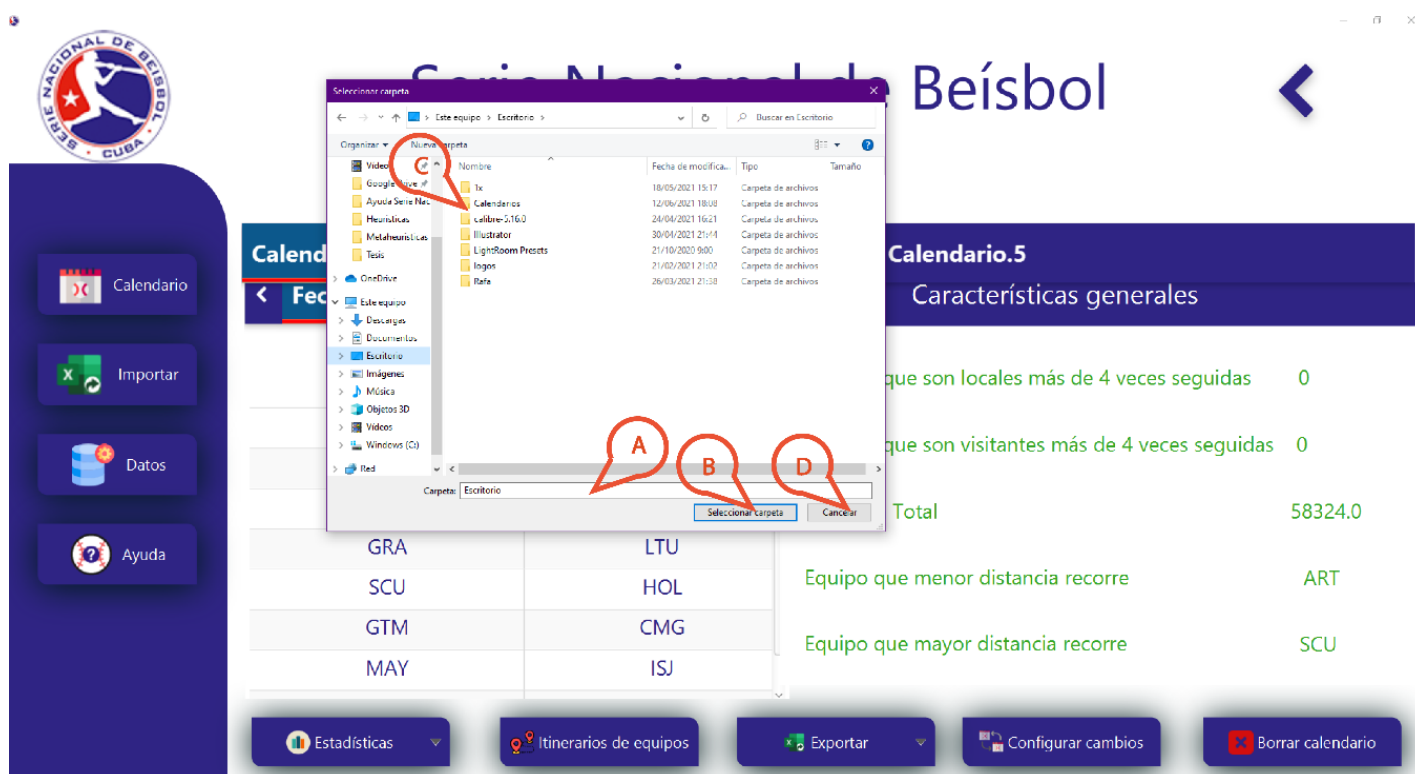 SERIE NACIONAL DE BEISBOL
CUBA
Serie Nacional de Beísbol
Seleccionar carpeta
Este equipo > Escritorio >
Buscar en Escritorio
Organizar
Nueva carpeta
C
Nombre
Fecha de modifica...
Tipo
Tamaño
1x 18/05/2021 15:17 Carpeta de archivos
Calendarios 12/06/2021 18:08 Carpeta de archivos
calibre-5.16.0 24/04/2021 16:21 Carpeta de archivos
Illustrator 30/04/2021 21:44 Carpeta de archivos
LightRoom Presets 21/10/2020 9:00 Carpeta de archivos
logos 21/02/2021 21:02 Carpeta de archivos
Rafa 26/03/2021 21:58 Carpeta de archivos
Google
Ayuda Serie Nac
Heuristicas
Metaheuristicas
Tesis
OneDrive
Este equipo
Descargas
Documentos
Escritorio
Imágenes
Música
Objetos 3D
Vídeos
Windows (C:)
Red
A
B
D
Carpeta: Escritorio
Seleccionar carpeta
Cancelar
Calendario
Importar
Datos
Ayuda
Calend
Calendario.5
Fec
Características generales
que son locales más de 4 veces seguidas 0
que son visitantes más de 4 veces seguidas 0
Total 58324.0
Equipo que menor distancia recorre ART
Equipo que mayor distancia recorre SCU
GRA LTU
SCU HOL
GTM CMG
MAY ISJ
Estadísticas
Itinerarios de equipos
Exportar
Configurar cambios
Borrar calendario